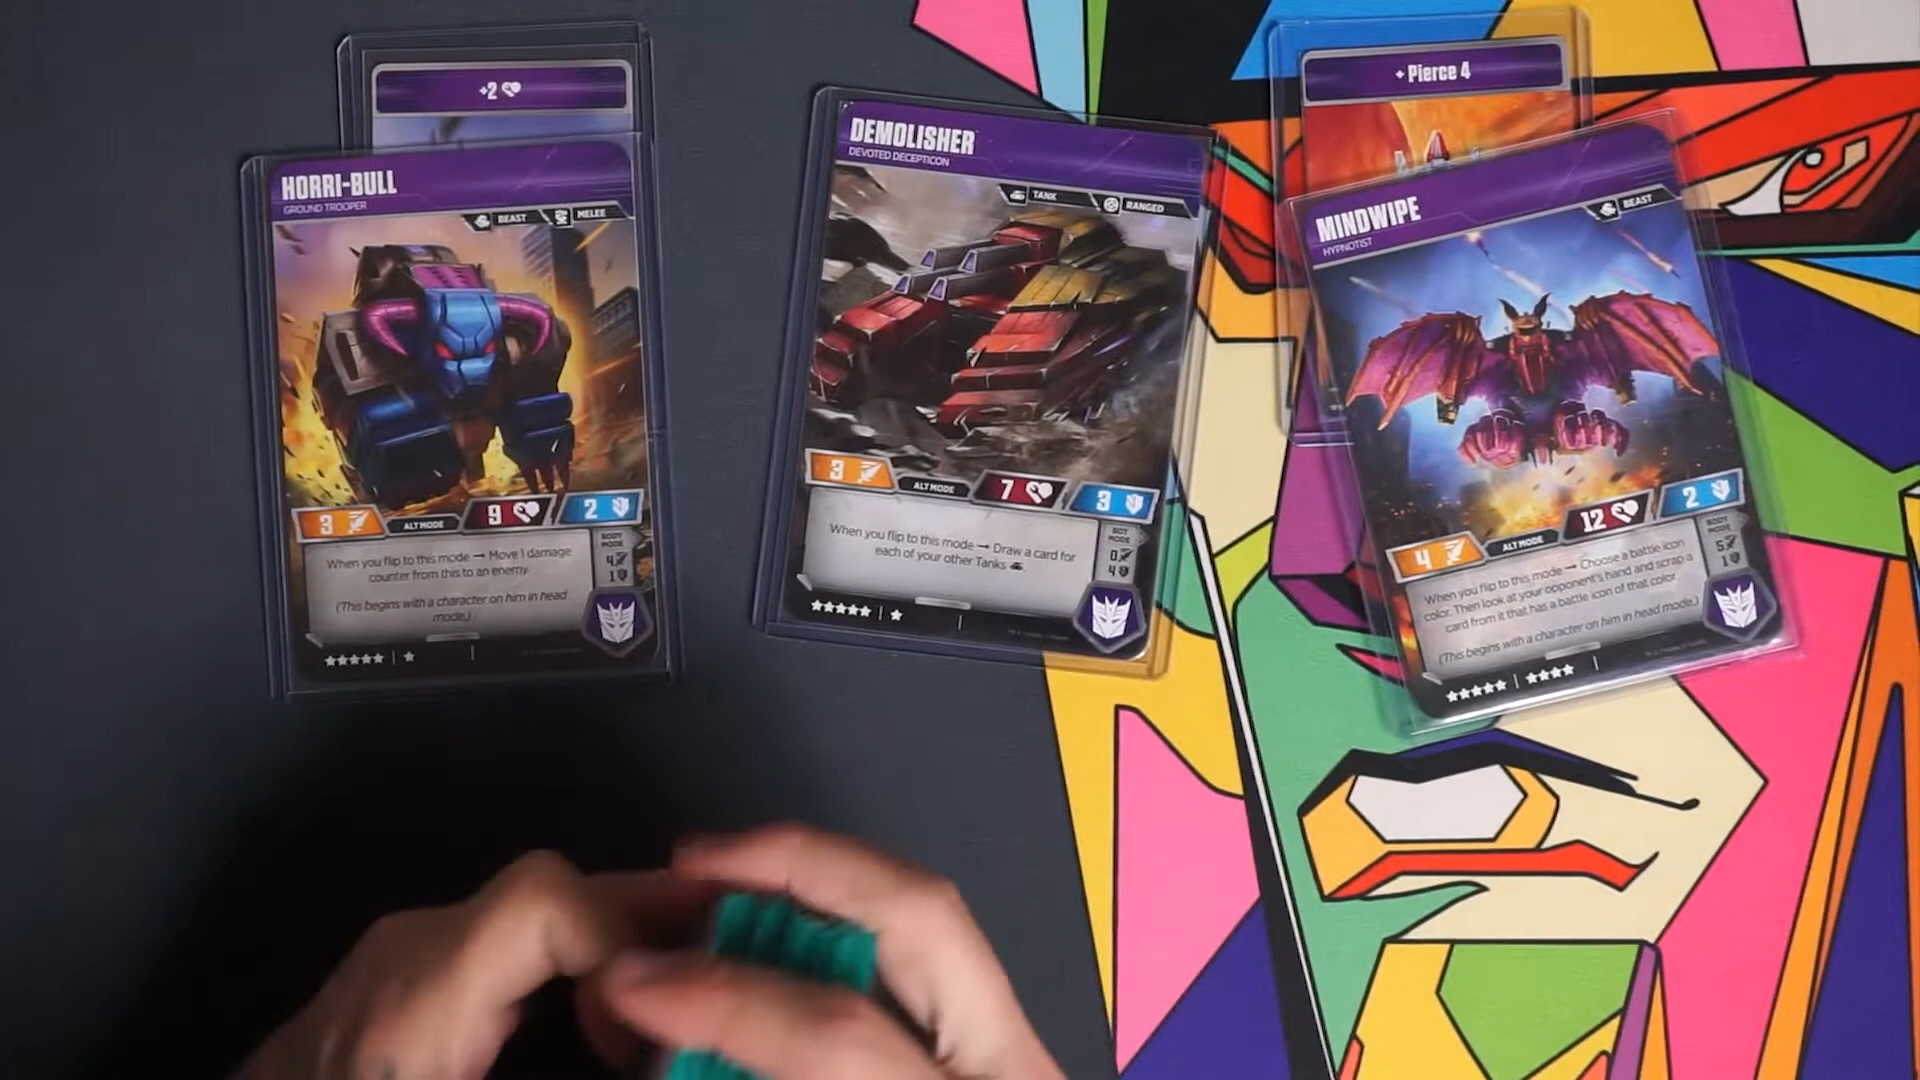 +2
HORRI-BULL
GROUND TROOPER
BEAST
MELEE
3
ALT MODE
9
2
When you flip to this mode → Move 1 damage
counter from this to an enemy.
(This begins with a character on him in head
mode.)
BODY
MODE
4
1
DEMOLISHER
DEVOTED DECEPTICON
TANK
RANGED
3
ALT MODE
7
3
When you flip to this mode → Draw a card for
each of your other Tanks
BOT
MODE
0
4
+ Pierce 4
MINDWIPE
HYPNOTIST
BEAST
4
ALT MODE
12
2
When you flip to this mode → Choose a battle icon
color. Then look at your opponent's hand and scrap a
card from it that has a battle icon of that color.
(This begins with a character on him in head mode.)
BODY
MODE
5
1